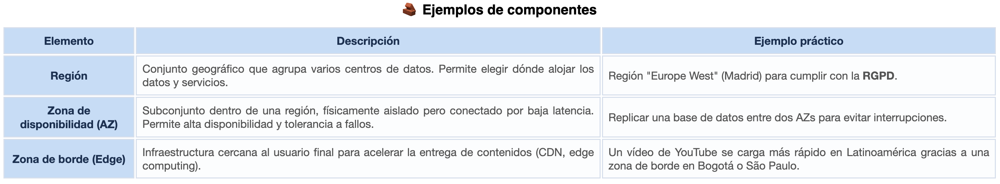 Ejemplos de componentes
Elemento
Descripción
Ejemplo práctico
Región
Conjunto geográfico que agrupa varios centros de datos. Permite elegir dónde alojar los
datos y servicios.
Región "Europe West" (Madrid) para cumplir con la RGPD.
Zona de
disponibilidad (AZ)
Subconjunto dentro de una región, físicamente aislado pero conectado por baja latencia.
Permite alta disponibilidad y tolerancia a fallos.
Replicar una base de datos entre dos AZs para evitar interrupciones.
Zona de borde (Edge)
Infraestructura cercana al usuario final para acelerar la entrega de contenidos (CDN, edge
computing).
Un vídeo de YouTube se carga más rápido en Latinoamérica gracias a una
zona de borde en Bogotá o São Paulo.